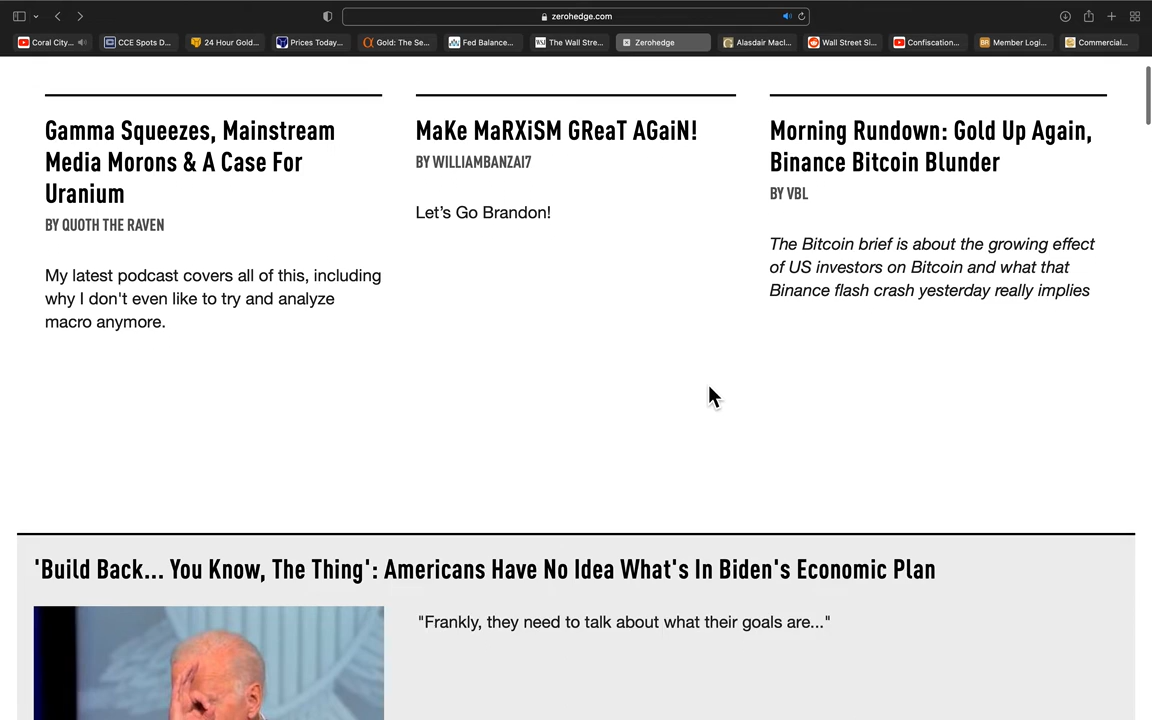 zerohedge.com
Coral City...
CCE Spots D...
24 Hour Gold...
Prices Today...
Gold: The Se...
Fed Balance...
The Wall Stre...
Zerohedge
Alasdair Macl...
Wall Street Si...
Confiscation...
Member Logi...
Commercial...
Gamma Squeezes, Mainstream
Media Morons & A Case For
Uranium
BY QUOTH THE RAVEN
My latest podcast covers all of this, including
why I don't even like to try and analyze
macro anymore.
MaKe MaRXiSM GReaT AGaiN!
BY WILLIAMBANZAI7
Let's Go Brandon!
Morning Rundown: Gold Up Again,
Binance Bitcoin Blunder
BY VBL
The Bitcoin brief is about the growing effect
of US investors on Bitcoin and what that
Binance flash crash yesterday really implies
'Build Back... You Know, The Thing': Americans Have No Idea What's In Biden's Economic Plan
"Frankly, they need to talk about what their goals are..."